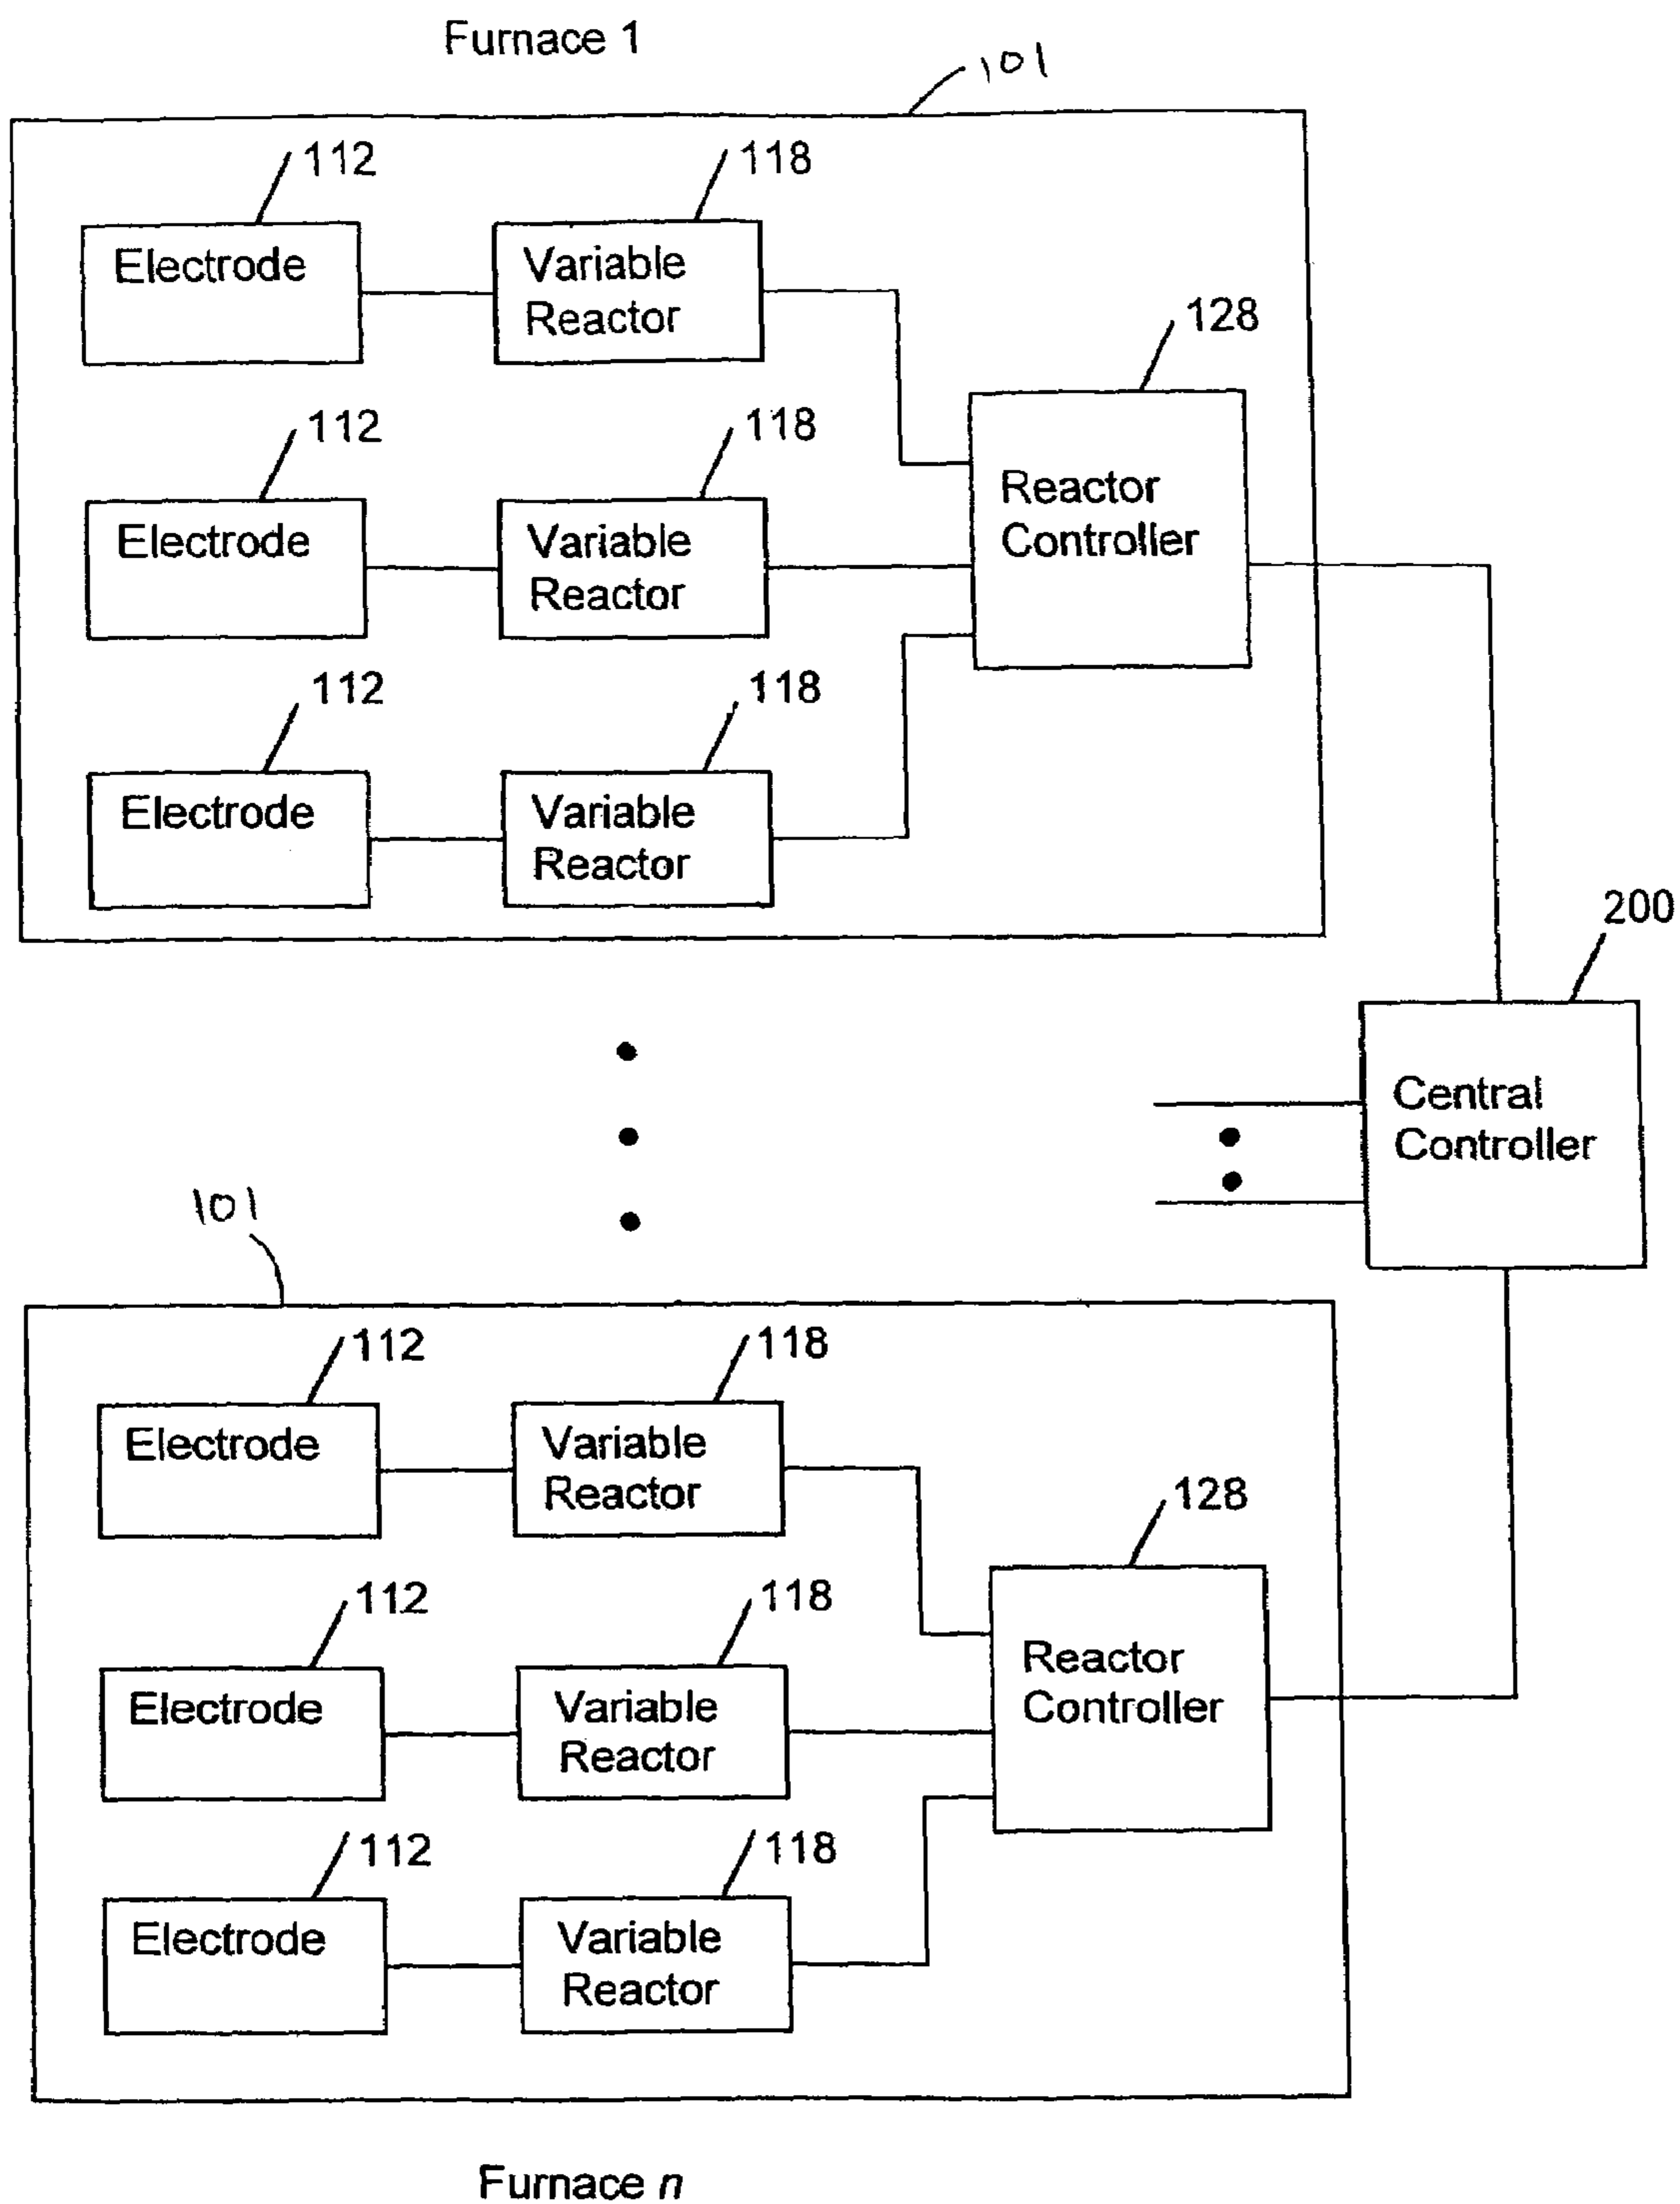 Furnace 1
101
112
118
Electrode
Variable
Reactor
128
112
118
Reactor
Controller
Electrode
Variable
Reactor
112
118
Electrode
Variable
Reactor
200
Central
Controller
101
112
118
Electrode
Variable
Reactor
128
112
118
Reactor
Controller
Electrode
Variable
Reactor
112
118
Electrode
Variable
Reactor
Furnace n